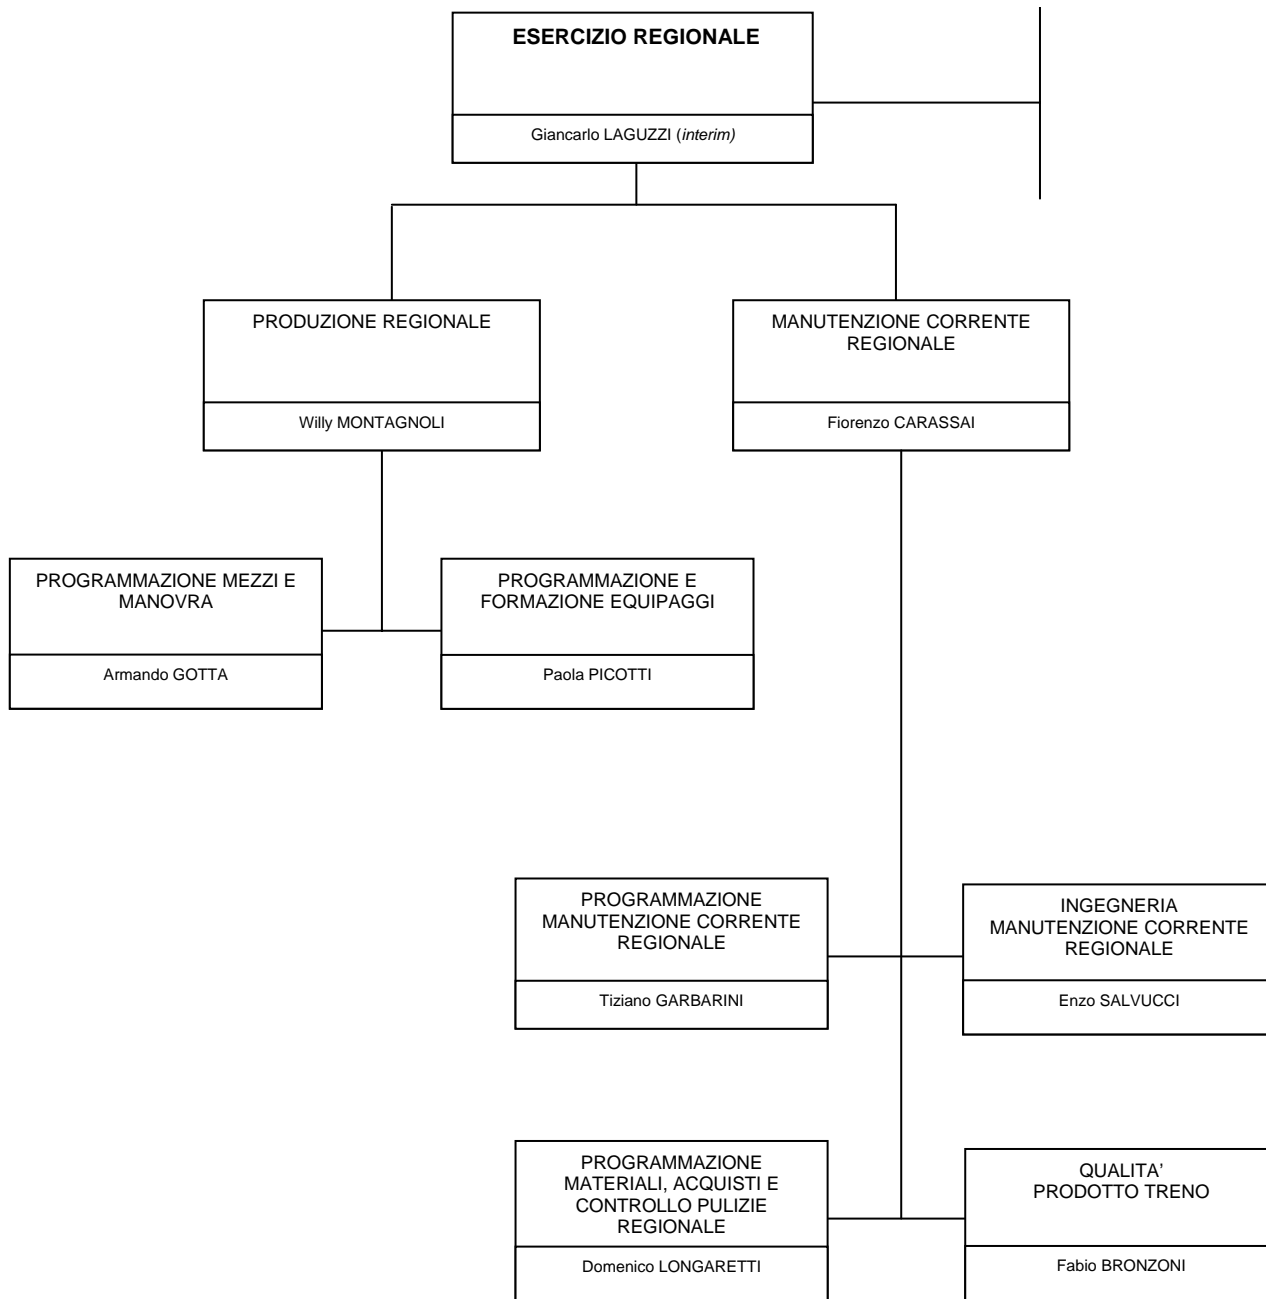 ESERCIZIO REGIONALE
Giancarlo LAGUZZI (interim)
PRODUZIONE REGIONALE
Willy MONTAGNOLI
MANUTENZIONE CORRENTE
REGIONALE
Fiorenzo CARASSAI
PROGRAMMAZIONE MEZZI E
MANOVRA
Armando GOTTA
PROGRAMMAZIONE E
FORMAZIONE EQUIPAGGI
Paola PICOTTI
PROGRAMMAZIONE
MANUTENZIONE CORRENTE
REGIONALE
Tiziano GARBARINI
INGEGNERIA
MANUTENZIONE CORRENTE
REGIONALE
Enzo SALVUCCI
PROGRAMMAZIONE
MATERIALI, ACQUISTI E
CONTROLLO PULIZIE
REGIONALE
Domenico LONGARETTI
QUALITA'
PRODOTTO TRENO
Fabio BRONZONI